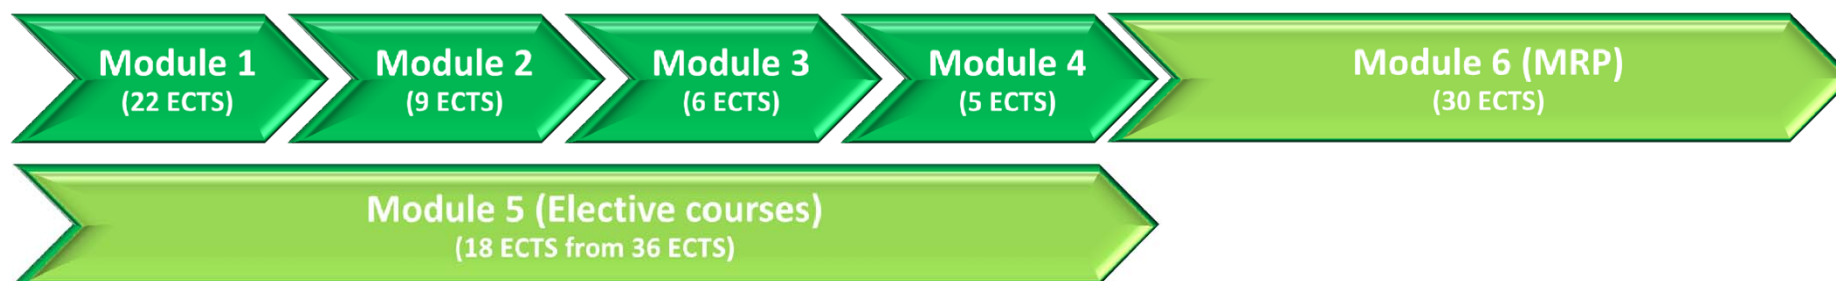 Module 1
(22 ECTS)
Module 2
(9 ECTS)
Module 3
(6 ECTS)
Module 4
(5 ECTS)
Module 6 (MRP)
(30 ECTS)
Module 5 (Elective courses)
(18 ECTS from 36 ECTS)